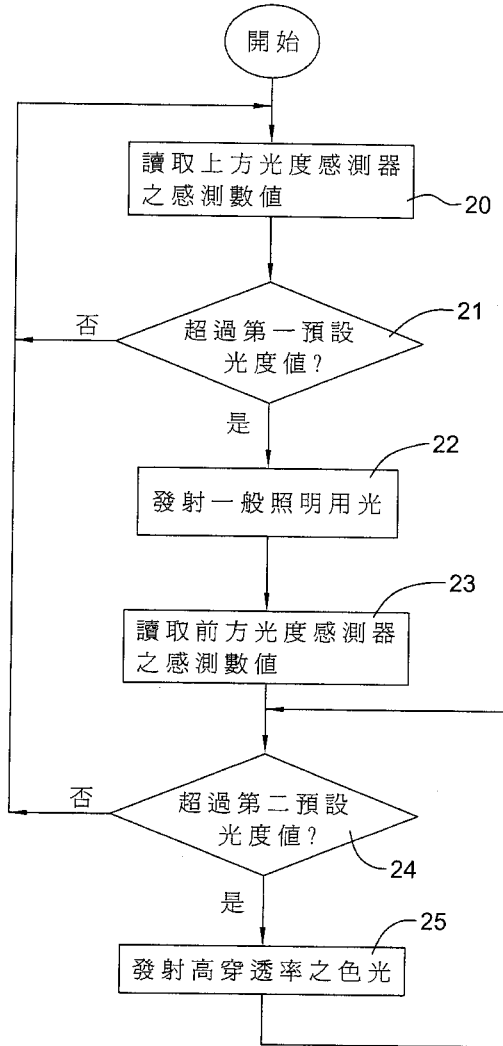 開始
讀取上方光度感測器
之感測數值
20
21
超過第一預設
光度值?
否
是
22
發射一般照明用光
23
讀取前方光度感測器
之感測數值
否
超過第二預設
光度值?
24
是
25
發射高穿透率之色光